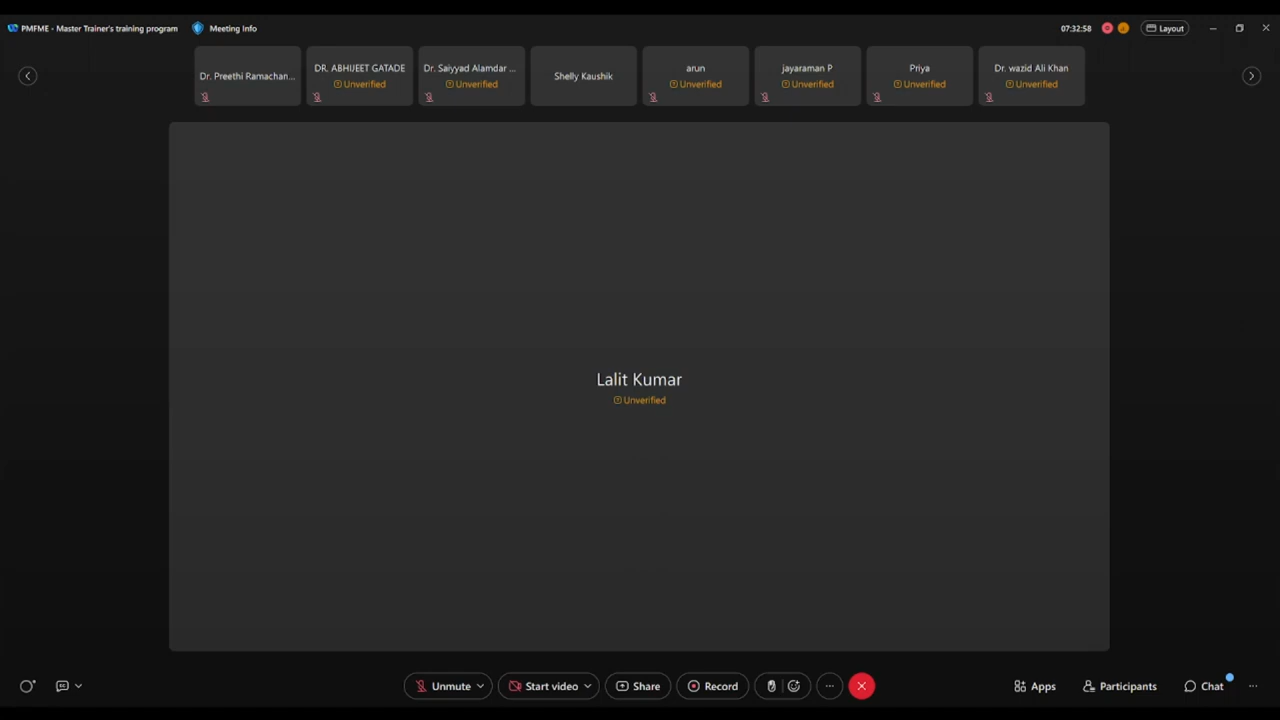 PMFME - Master Trainer's training program
Meeting Info
07:32:58
Layout
Dr. Preethi Ramachan...
DR. ABHIJEET GATADE
Unverified
Dr. Saiyyad Alamdar ...
Unverified
Shelly Kaushik
arun
Unverified
jayaraman P
Unverified
Priya
Unverified
Dr. wazid Ali Khan
Unverified
Lalit Kumar
Unverified
Unmute
Start video
Share
Record
Apps
Participants
Chat